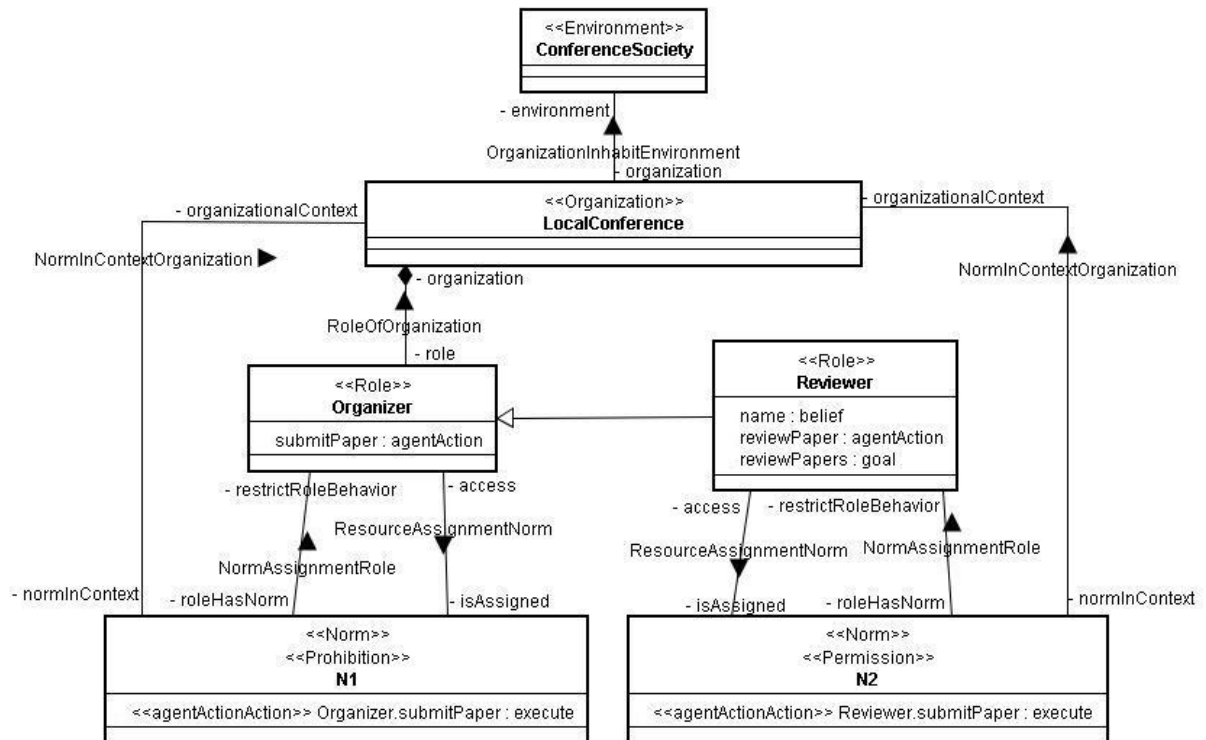 <<Environment>>
ConferenceSociety
- environment
OrganizationInhabitEnvironment
- organization
<<Organization>>
LocalConference
- organizationalContext
- organizationalContext
NormInContextOrganization
NormInContextOrganization
- organization
RoleOfOrganization
- role
<<Role>>
Organizer
submitPaper : agentAction
<<Role>>
Reviewer
name : belief
reviewPaper : agentAction
reviewPapers : goal
- restrictRoleBehavior
- access
ResourceAssignmentNorm
NormAssignmentRole
- access
- restrictRoleBehavior
ResourceAssignmentNorm
NormAssignmentRole
- normInContext
- roleHasNorm
- isAssigned
- isAssigned
- roleHasNorm
- normInContext
<<Norm>>
<<Prohibition>>
N1
<<agentActionAction>> Organizer.submitPaper : execute
<<Norm>>
<<Permission>>
N2
<<agentActionAction>> Reviewer.submitPaper : execute